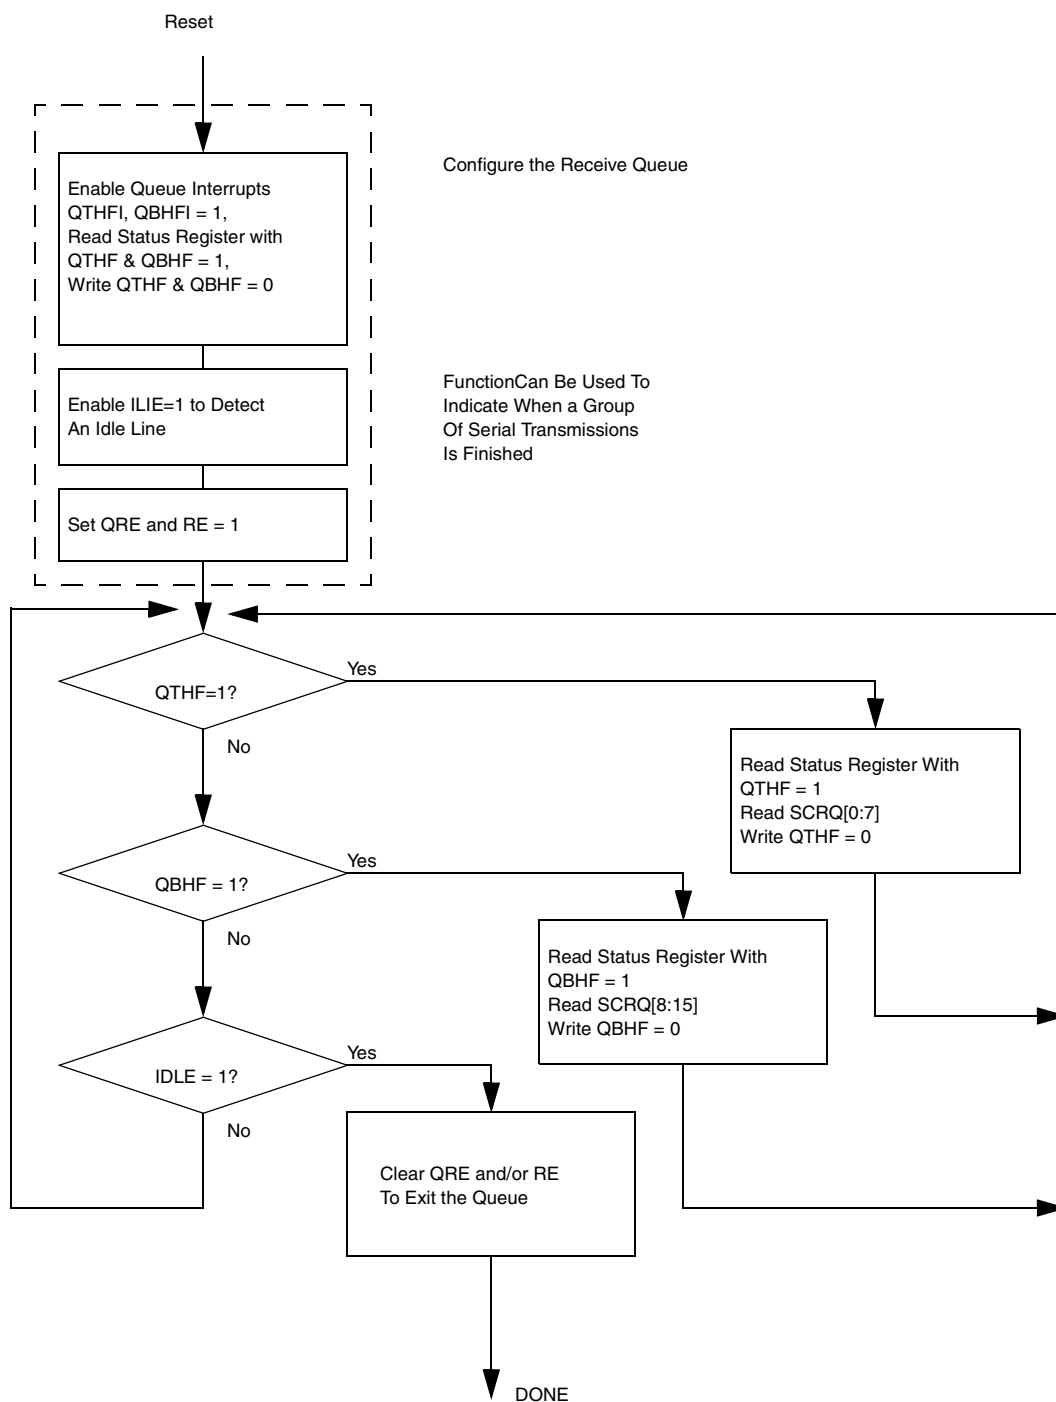 Reset
Configure the Receive Queue
Enable Queue Interrupts
QTHFI, QBHFI = 1,
Read Status Register with
QTHF & QBHF = 1,
Write QTHF & QBHF = 0
FunctionCan Be Used To
Indicate When a Group
Of Serial Transmissions
Is Finished
Enable ILIE=1 to Detect
An Idle Line
Set QRE and RE = 1
QTHF=1?
Yes
No
Read Status Register With
QTHF = 1
Read SCRQ[0:7]
Write QTHF = 0
QBHF = 1?
Yes
No
Read Status Register With
QBHF = 1
Read SCRQ[8:15]
Write QBHF = 0
IDLE = 1?
Yes
No
Clear QRE and/or RE
To Exit the Queue
DONE